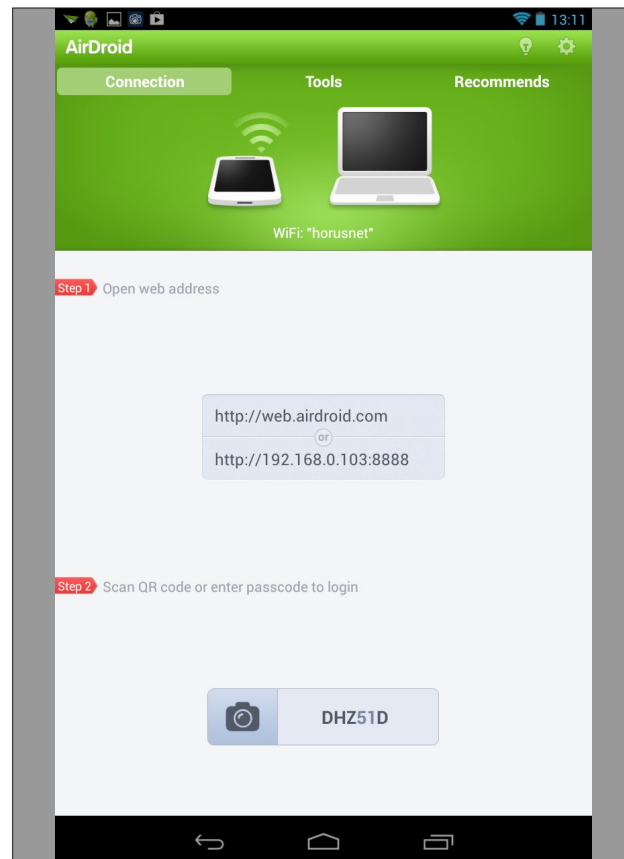 13:11
AirDroid
Connection Tools Recommends
WiFi: "horusnet"
Step 1 Open web address
http://web.airdroid.com
or
http://192.168.0.103:8888
Step 2 Scan QR code or enter passcode to login
DHZ51D